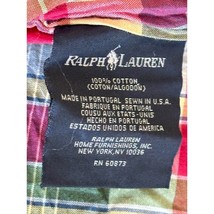 RALPH LAUREN
100% COTTON
(COTON/ALGODON)
MADE IN PORTUGAL SEWN IN U.S.A.
FABRIQUE EN PORTUGAL
COUSU AUX ETATS-UNIS
HECHO EN PORTUGAL
ESTADOS UNIDOS AMERICA
RALPH LAUREN
HOME FURNISHINGS, INC.
NEW YORK, NY 10036
RN 60873